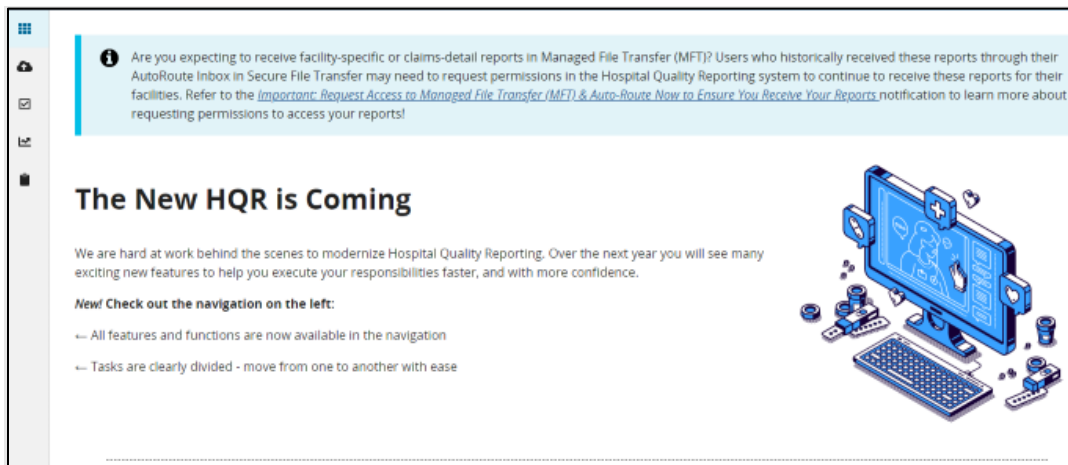 Are you expecting to receive facility-specific or claims-detail reports in Managed File Transfer (MFT)? Users who historically received these reports through their
AutoRoute Inbox in Secure File Transfer may need to request permissions in the Hospital Quality Reporting system to continue to receive these reports for their
facilities. Refer to the Important: Request Access to Managed File Transfer (MFT) & Auto-Route Now to Ensure You Receive Your Reports notification to learn more about
requesting permissions to access your reports!
The New HQR is Coming
We are hard at work behind the scenes to modernize Hospital Quality Reporting. Over the next year you will see many
exciting new features to help you execute your responsibilities faster, and with more confidence.
New! Check out the navigation on the left:
← All features and functions are now available in the navigation
← Tasks are clearly divided - move from one to another with ease